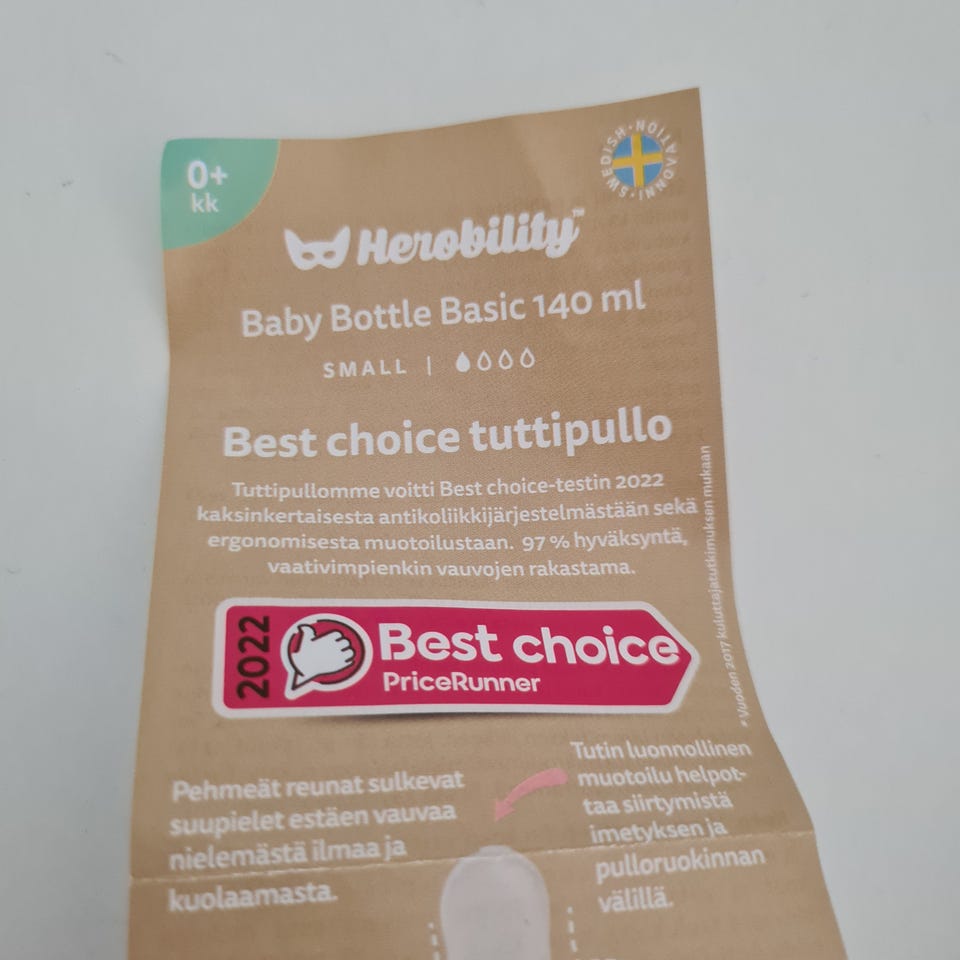 0+
kk
SWEDISH • INNOVATION •
Herobility™
Baby Bottle Basic 140 ml
SMALL |
Best choice tuttipullo
Tuttipullomme voitti Best choice-testin 2022
kaksinkertaisesta antikoliikkijärjestelmästään sekä
ergonomisesta muotoilustaan. 97 % hyväksyntä,
vaativimpienkin vauvojen rakastama.
*Vuoden 2017 kuluttajatutkimuksen mukaan
2022
Best choice
PriceRunner
Tutin luonnollinen
muotoilu helpot-
taa siirtymistä
imetyksen ja
pulloruokinnan
välillä.
Pehmeät reunat sulkevat
suupielet estäen vauvaa
nielemästä ilmaa ja
kuolaamasta.